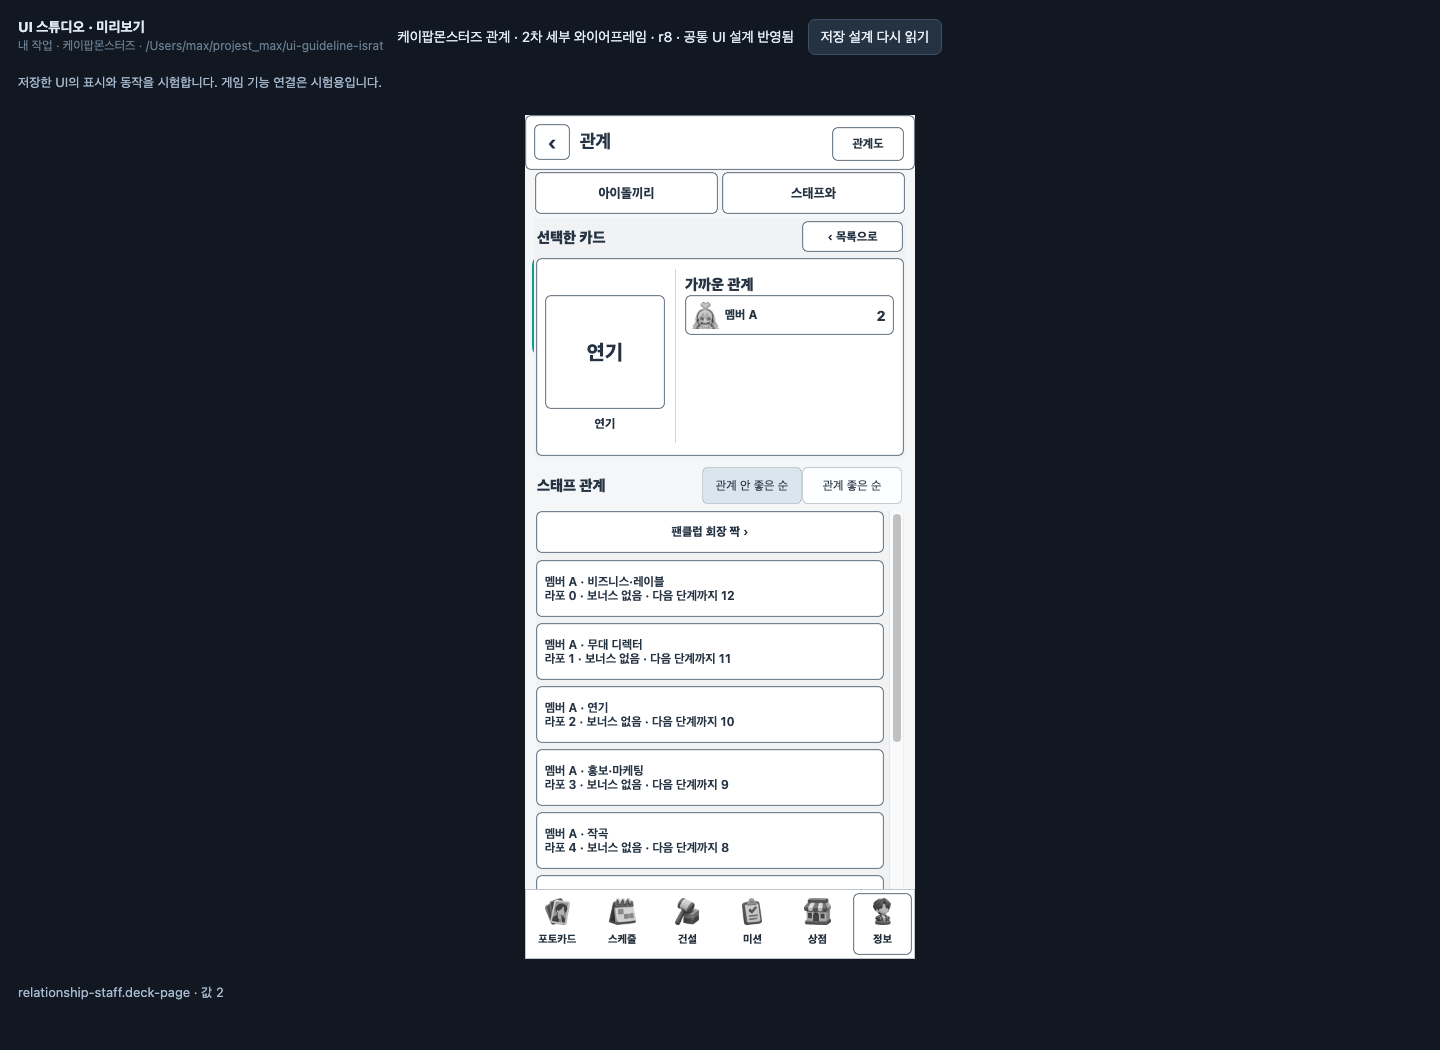 UI 스튜디오 · 미리보기
내 작업 · 케이팝몬스터즈 · /Users/max/projest_max/ui-guideline-israt
케이팝몬스터즈 관계 · 2차 세부 와이어프레임 · r8 · 공통 UI 설계 반영됨
저장 설계 다시 읽기
저장한 UI의 표시와 동작을 시험합니다. 게임 기능 연결은 시험용입니다.
‹ 관계
관계도
아이돌끼리
스태프와
선택한 카드
‹ 목록으로
연기
연기
가까운 관계
멤버 A 2
스태프 관계
관계 안 좋은 순
관계 좋은 순
팬클럽 회장 짝 ›
멤버 A · 비즈니스·레이블
라포 0 · 보너스 없음 · 다음 단계까지 12
멤버 A · 무대 디렉터
라포 1 · 보너스 없음 · 다음 단계까지 11
멤버 A · 연기
라포 2 · 보너스 없음 · 다음 단계까지 10
멤버 A · 홍보·마케팅
라포 3 · 보너스 없음 · 다음 단계까지 9
멤버 A · 작곡
라포 4 · 보너스 없음 · 다음 단계까지 8
포토카드
스케줄
건설
미션
상점
정보
relationship-staff.deck-page · 값 2